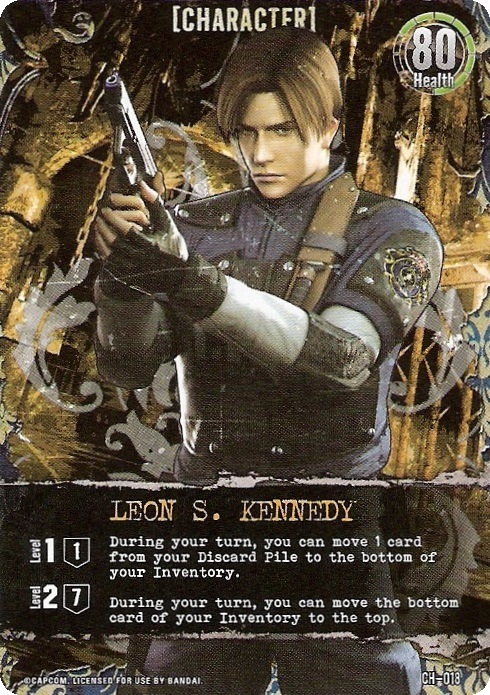 [CHARACTER]
80
Health
LEON S. KENNEDY
Level 1 1 During your turn, you can move 1 card
from your Discard Pile to the bottom of
your Inventory.
Level 2 7 During your turn, you can move the bottom
card of your Inventory to the top.
©CAPCOM. LICENSED FOR USE BY BANDAI.
CH-018